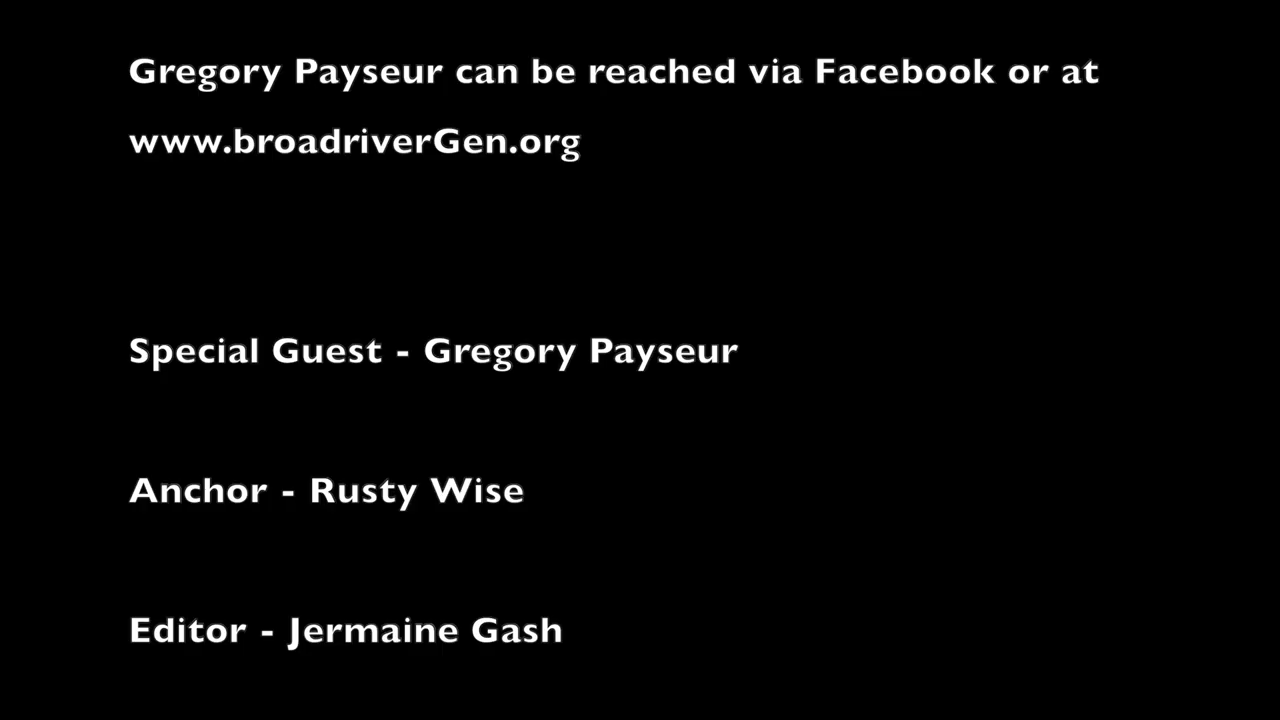 Gregory Payseur can be reached via Facebook or at
www.broadriverGen.org
Special Guest - Gregory Payseur
Anchor - Rusty Wise
Editor - Jermaine Gash